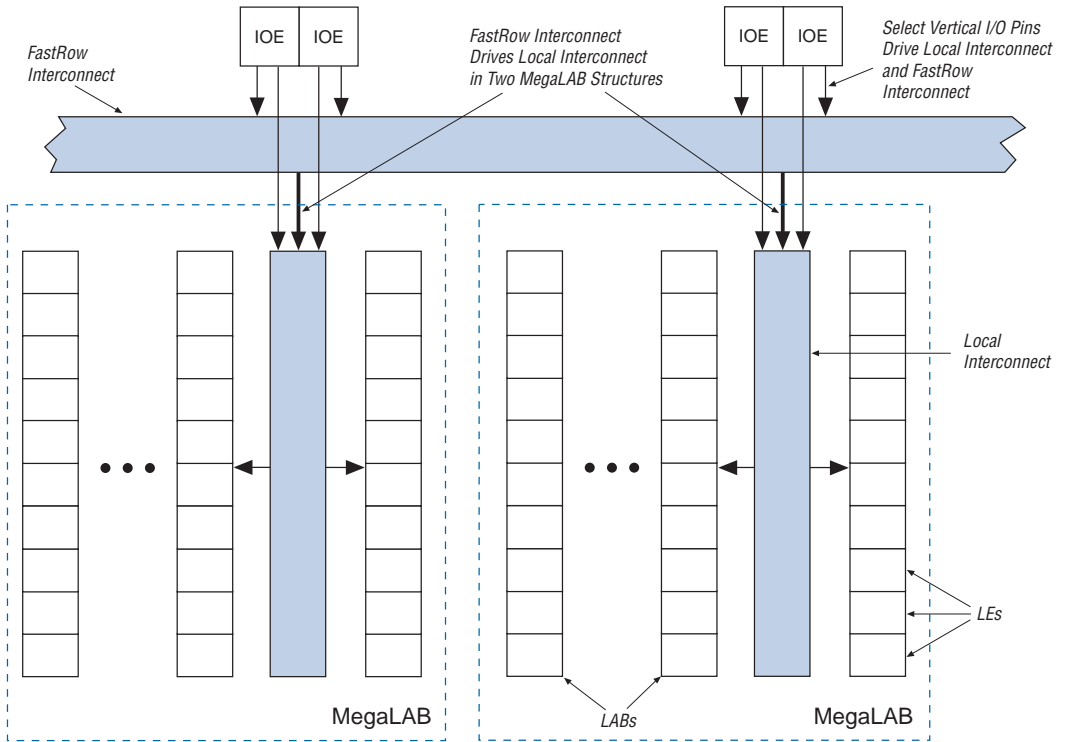 FastRow
Interconnect
IOE
IOE
FastRow Interconnect
Drives Local Interconnect
in Two MegaLAB Structures
IOE
IOE
Select Vertical I/O Pins
Drive Local Interconnect
and FastRow
Interconnect
Local
Interconnect
LEs
LABs
MegaLAB
MegaLAB